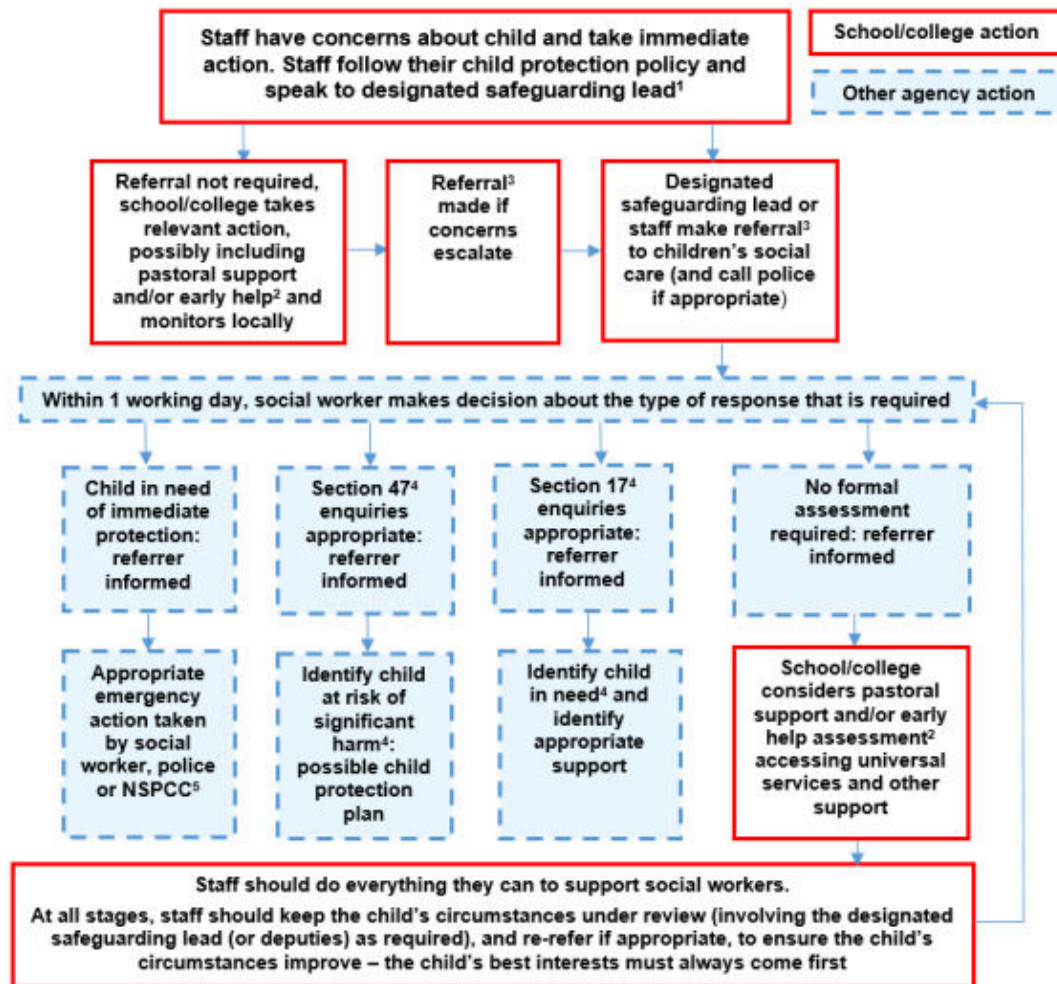 Staff have concerns about child and take immediate
action. Staff follow their child protection policy and
speak to designated safeguarding lead¹
School/college action
Other agency action
Referral not required,
school/college takes
relevant action,
possibly including
pastoral support
and/or early help² and
monitors locally
Referral³
made if
concerns
escalate
Designated
safeguarding lead or
staff make referral³
to children’s social
care (and call police
if appropriate)
Within 1 working day, social worker makes decision about the type of response that is required
Child in need
of immediate
protection:
referrer
informed
Section 47⁴
enquiries
appropriate:
referrer
informed
Section 17⁴
enquiries
appropriate:
referrer
informed
No formal
assessment
required: referrer
informed
Appropriate
emergency
action taken
by social
worker, police
or NSPCC⁵
Identify child
at risk of
significant
harm⁴:
possible child
protection
plan
Identify child
in need⁴ and
identify
appropriate
support
School/college
considers pastoral
support and/or early
help assessment²
accessing universal
services and other
support
Staff should do everything they can to support social workers.
At all stages, staff should keep the child’s circumstances under review (involving the designated
safeguarding lead (or deputies) as required), and re-refer if appropriate, to ensure the child’s
circumstances improve – the child’s best interests must always come first